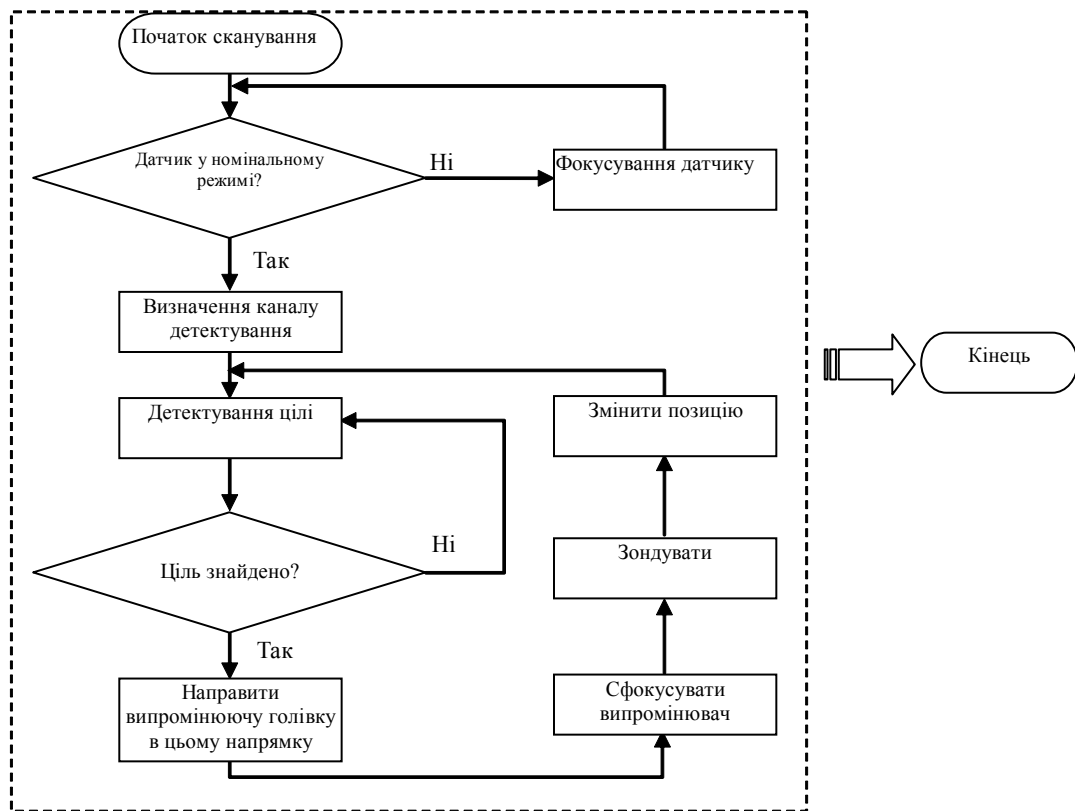 Початок сканування
Датчик у номінальному
режимі?
Ні
Фокусування датчику
Так
Визначення каналу
детектування
Кінець
Детектування цілі
Змінити позицію
Ні
Ціль знайдено?
Зондувати
Так
Направити
випромінюючу голівку
в цьому напрямку
Сфокусувати
випромінювач